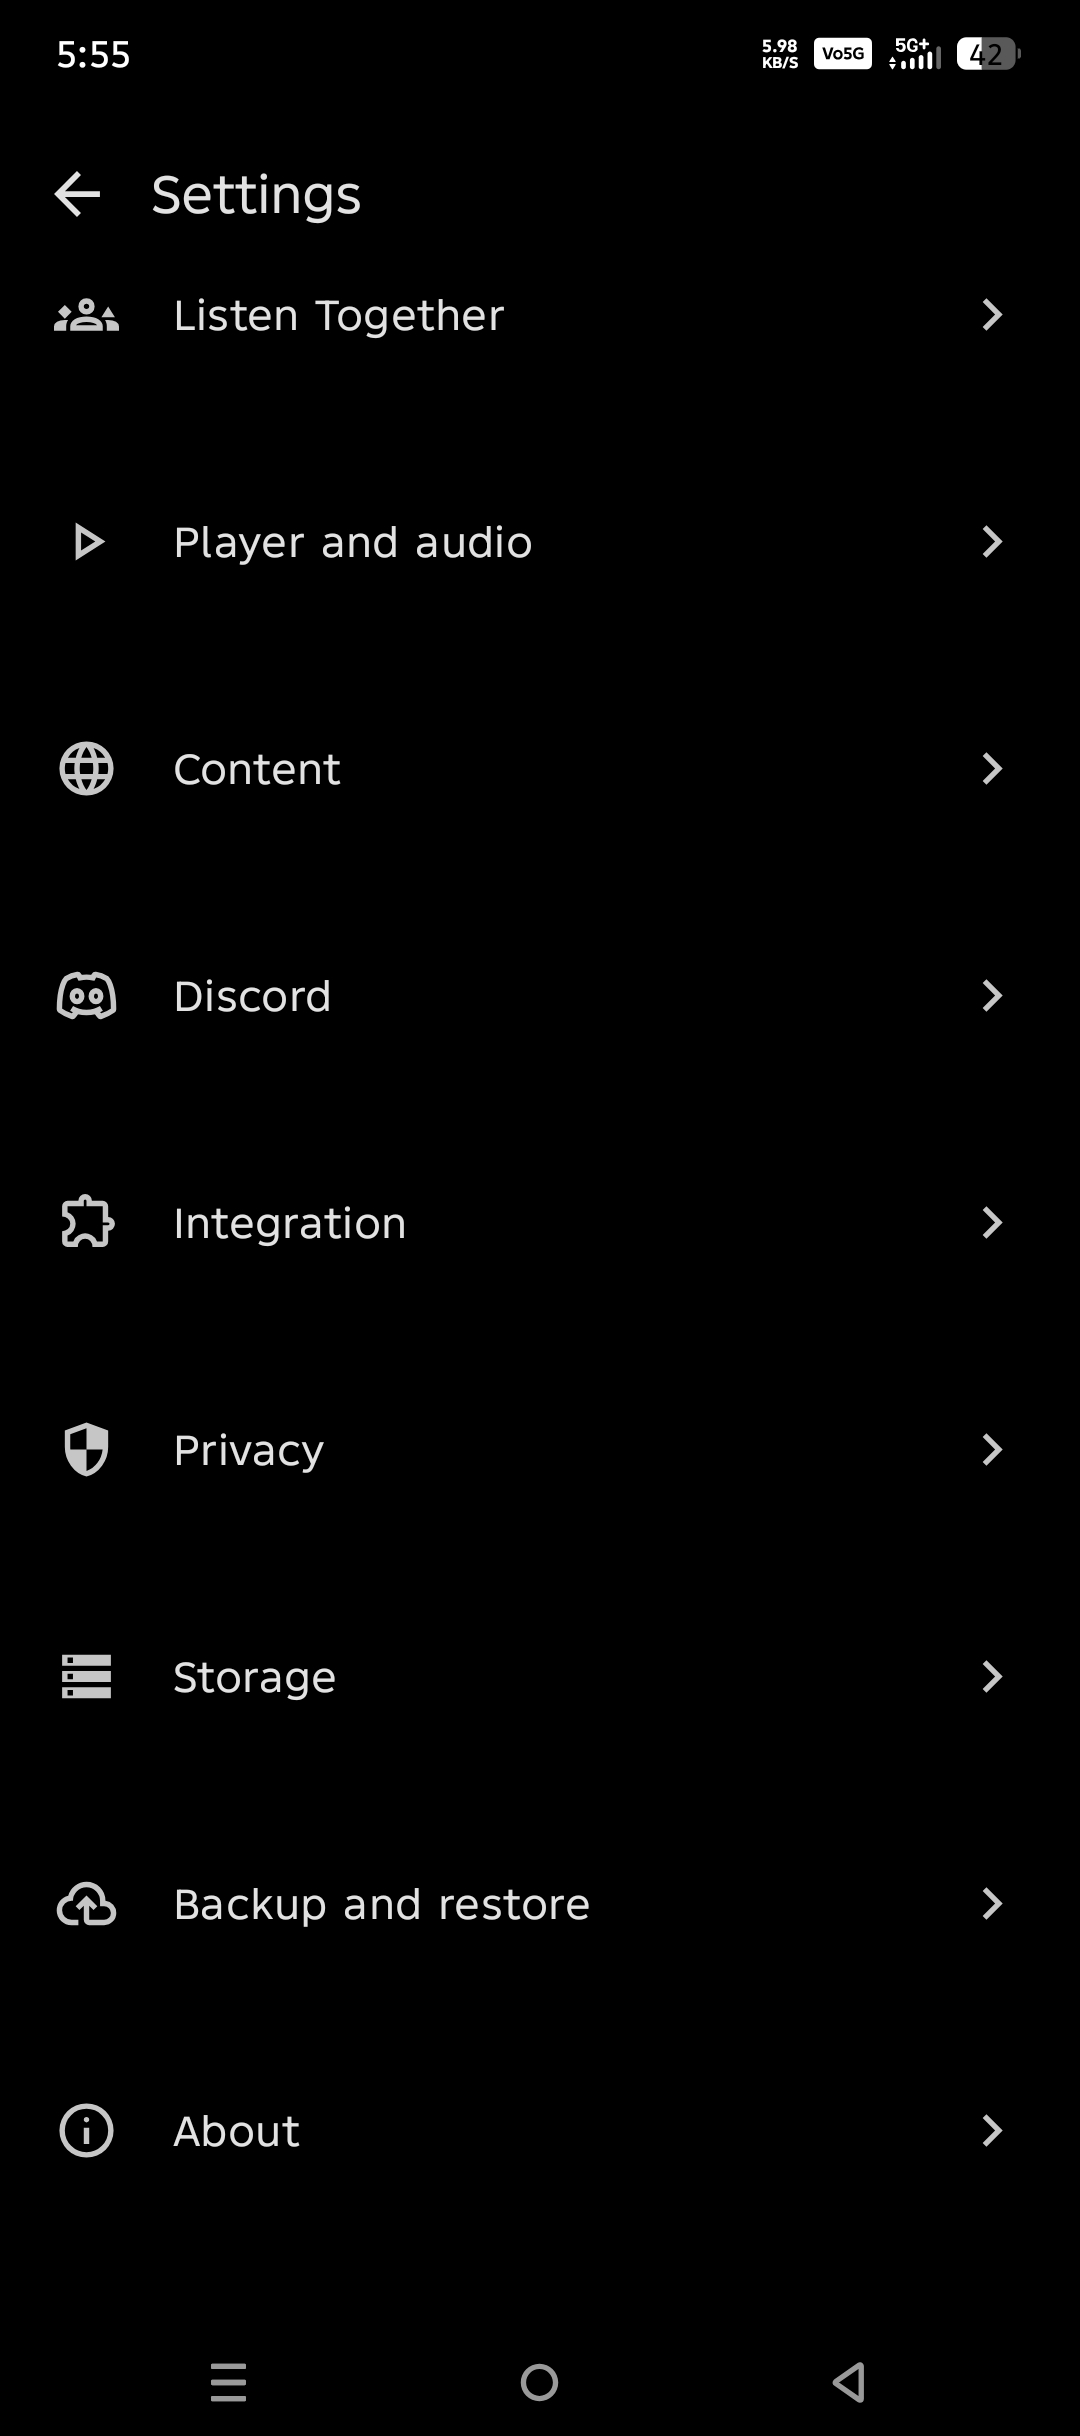 5:55
5.98
KB/S
Vo5G
5G+
42
Settings
Listen Together
Player and audio
Content
Discord
Integration
Privacy
Storage
Backup and restore
About